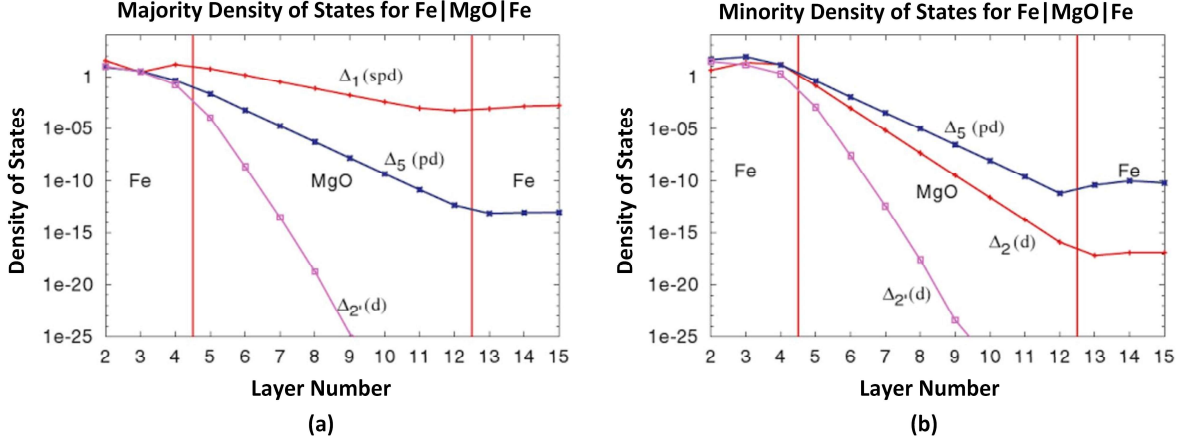 Majority Density of States for Fe|MgO|Fe
Density of States
1
1e-05
1e-10
1e-15
1e-20
1e-25
Δ₁(spd)
Δ₅ (pd)
Fe
MgO
Fe
Δ₂'(d)
2 3 4 5 6 7 8 9 10 11 12 13 14 15
Layer Number
(a)
Minority Density of States for Fe|MgO|Fe
Density of States
1
1e-05
1e-10
1e-15
1e-20
1e-25
Δ₅ (pd)
Fe
MgO
Fe
Δ₂(d)
Δ₂'(d)
2 3 4 5 6 7 8 9 10 11 12 13 14 15
Layer Number
(b)